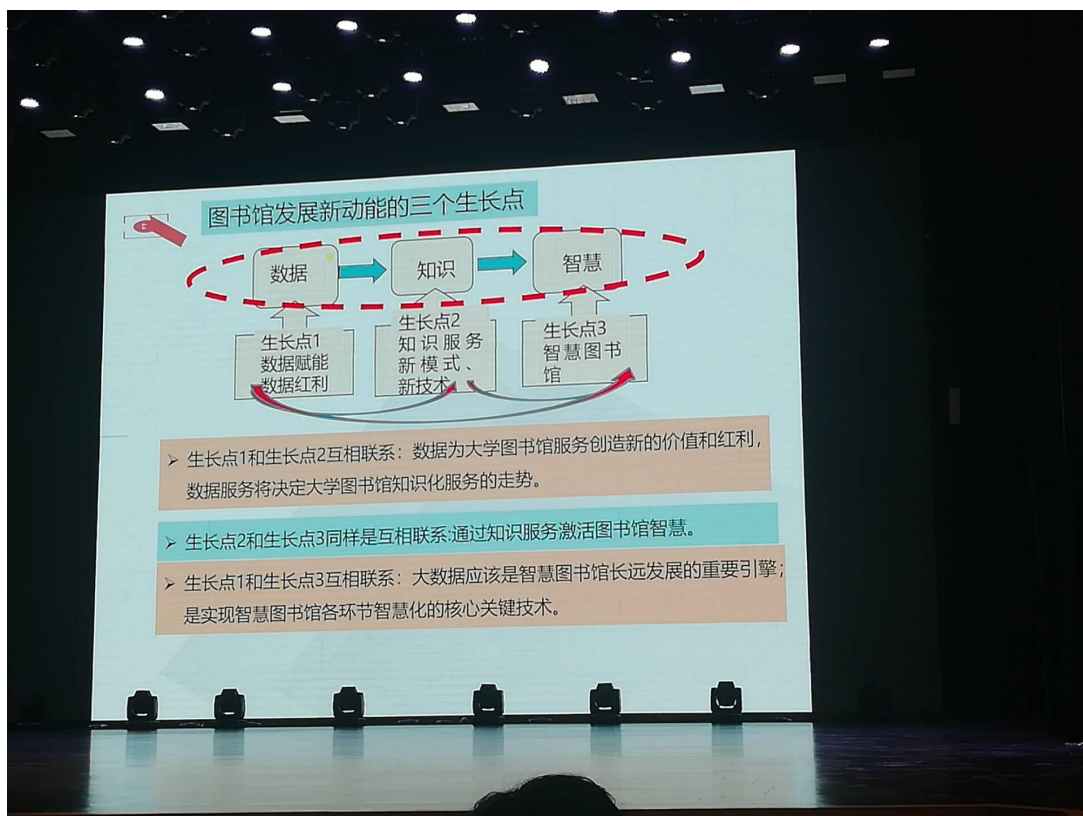 图书馆发展新动能的三个生长点
数据
知识
智慧
生长点1
数据赋能
数据红利
生长点2
知识服务
新模式、
新技术
生长点3
智慧图书
馆
➢ 生长点1和生长点2互相联系：数据为大学图书馆服务创造新的价值和红利，
数据服务将决定大学图书馆知识化服务的走势。
➢ 生长点2和生长点3同样是互相联系:通过知识服务激活图书馆智慧。
➢ 生长点1和生长点3互相联系：大数据应该是智慧图书馆长远发展的重要引擎；
是实现智慧图书馆各环节智慧化的核心关键技术。